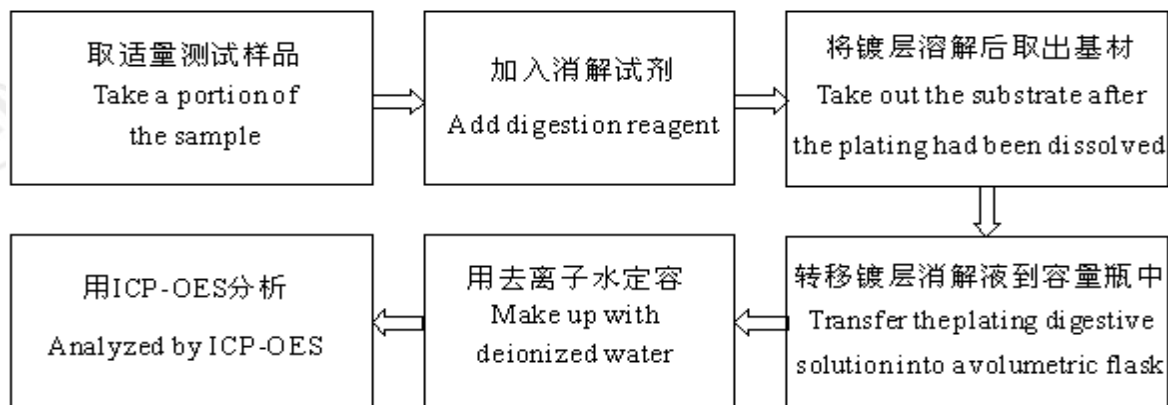 取适量测试样品
Take a portion of
the sample
加入消解试剂
Add digestion reagent
将镀层溶解后取出基材
Take out the substrate after
the plating had been dissolved
转移镀层消解液到容量瓶中
Transfer the plating digestive
solution into a volumetric flask
用去离子水定容
Make up with
deionized water
用ICP-OES分析
Analyzed by ICP-OES